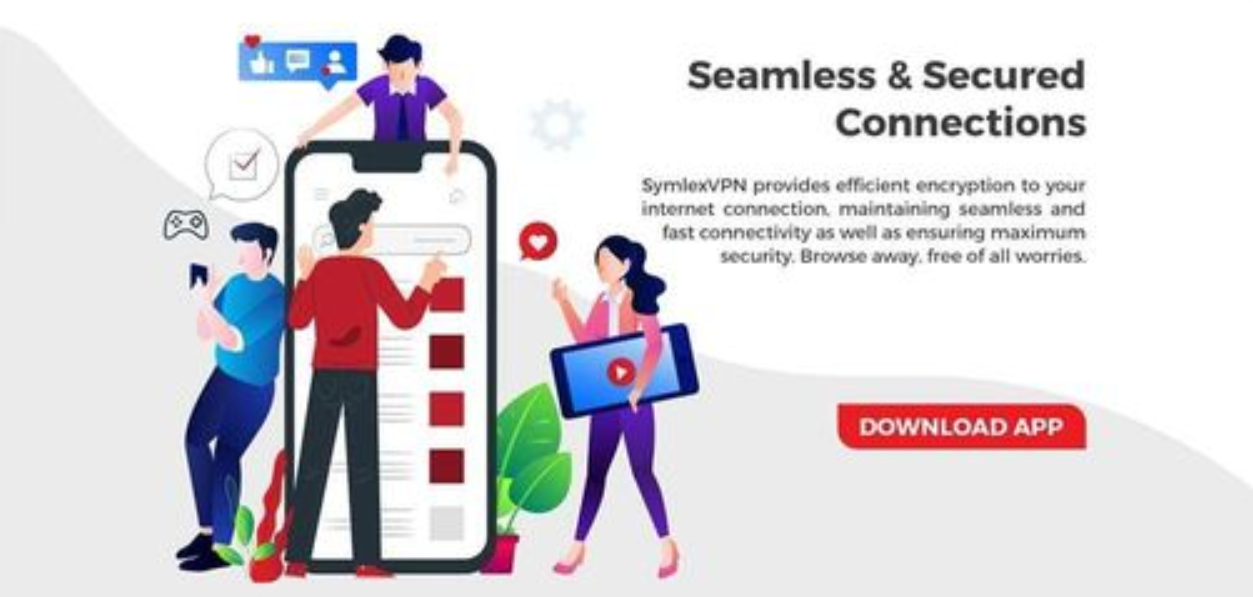 Seamless & Secured
Connections
SymlexVPN provides efficient encryption to your
internet connection, maintaining seamless and
fast connectivity as well as ensuring maximum
security. Browse away, free of all worries.
DOWNLOAD APP